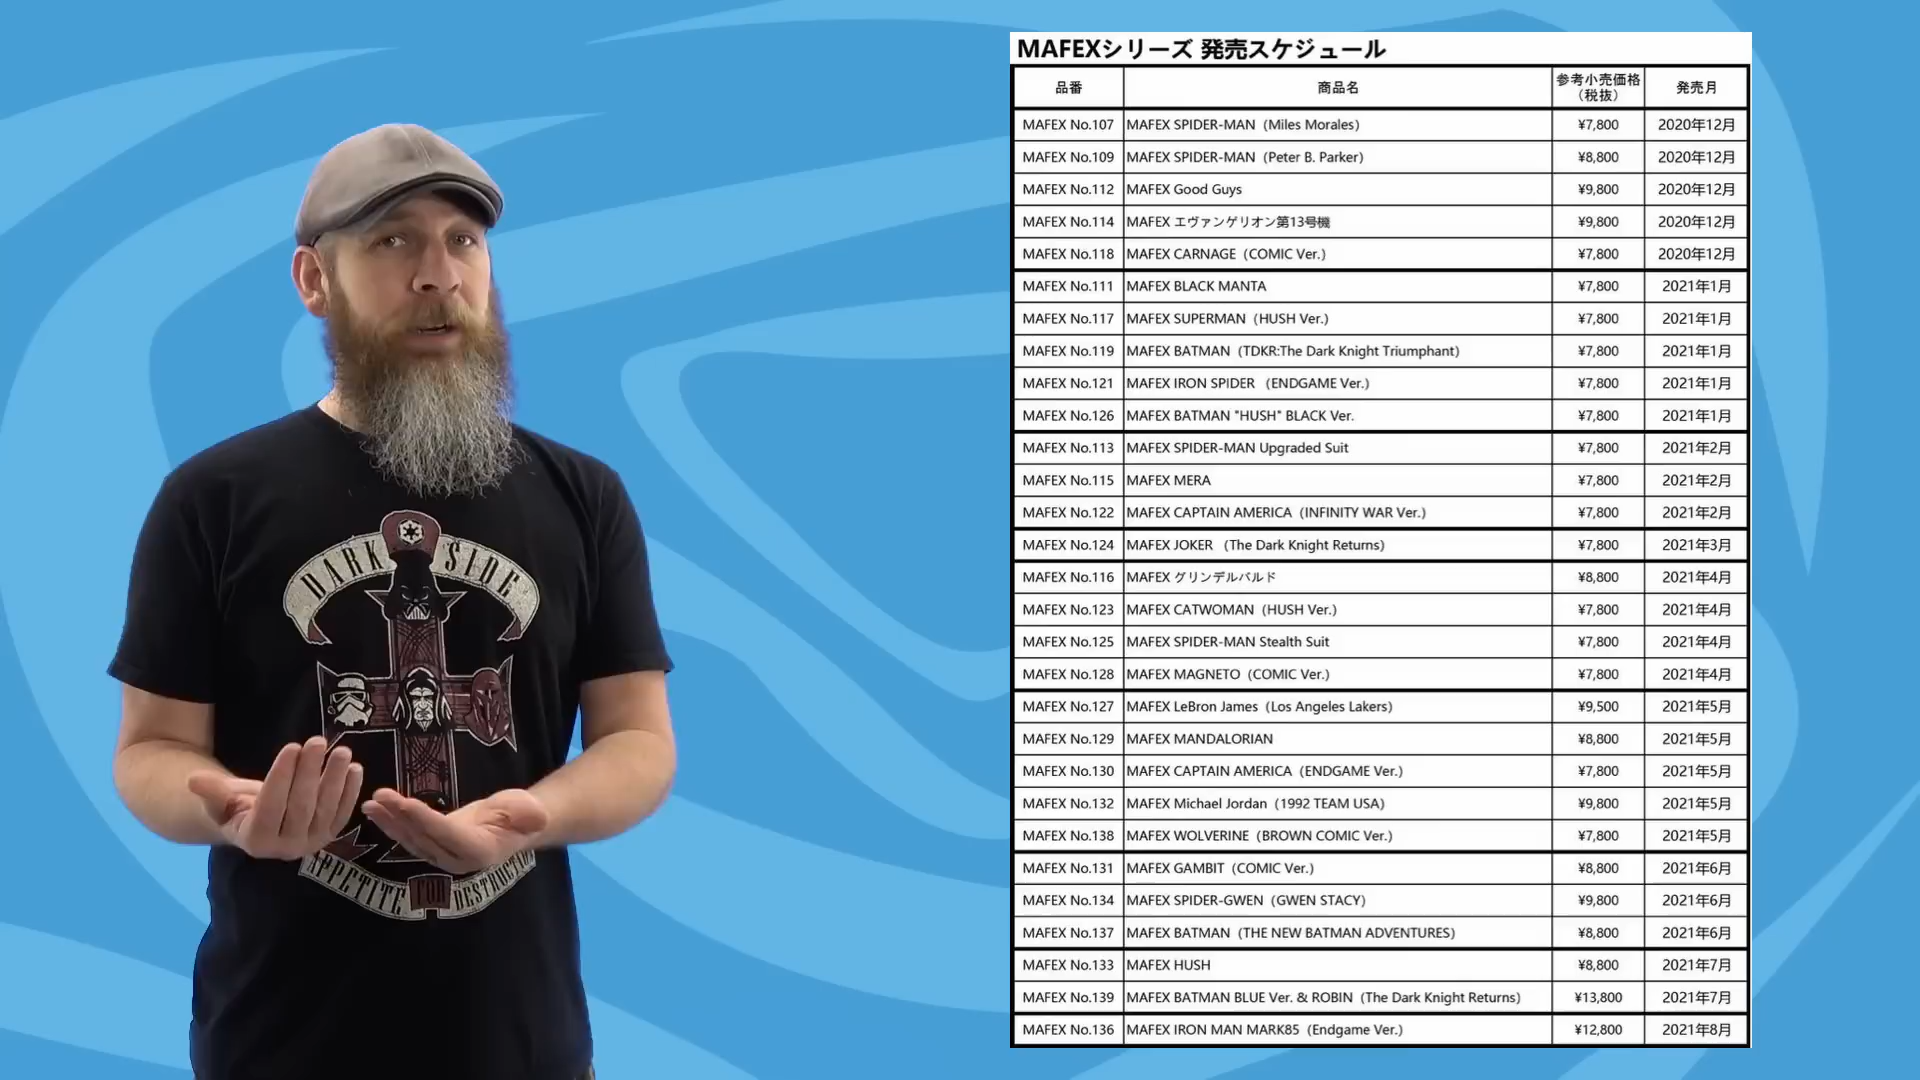 MAFEXシリーズ 発売スケジュール
品番 商品名 参考小売価格 発売月
(税抜)
MAFEX No.107 MAFEX SPIDER-MAN（Miles Morales） ¥7,800 2020年12月
MAFEX No.109 MAFEX SPIDER-MAN（Peter B. Parker） ¥8,800 2020年12月
MAFEX No.112 MAFEX Good Guys ¥9,800 2020年12月
MAFEX No.114 MAFEX エヴァンゲリオン第13号機 ¥9,800 2020年12月
MAFEX No.118 MAFEX CARNAGE（COMIC Ver.） ¥7,800 2020年12月
MAFEX No.111 MAFEX BLACK MANTA ¥7,800 2021年1月
MAFEX No.117 MAFEX SUPERMAN（HUSH Ver.） ¥7,800 2021年1月
MAFEX No.119 MAFEX BATMAN（TDKR:The Dark Knight Triumphant） ¥7,800 2021年1月
MAFEX No.121 MAFEX IRON SPIDER （ENDGAME Ver.） ¥7,800 2021年1月
MAFEX No.126 MAFEX BATMAN "HUSH" BLACK Ver. ¥7,800 2021年1月
MAFEX No.113 MAFEX SPIDER-MAN Upgraded Suit ¥7,800 2021年2月
MAFEX No.115 MAFEX MERA ¥7,800 2021年2月
MAFEX No.122 MAFEX CAPTAIN AMERICA（INFINITY WAR Ver.） ¥7,800 2021年2月
MAFEX No.124 MAFEX JOKER （The Dark Knight Returns） ¥7,800 2021年3月
MAFEX No.116 MAFEX グリンデルバルド ¥8,800 2021年4月
MAFEX No.123 MAFEX CATWOMAN（HUSH Ver.） ¥7,800 2021年4月
MAFEX No.125 MAFEX SPIDER-MAN Stealth Suit ¥7,800 2021年4月
MAFEX No.128 MAFEX MAGNETO（COMIC Ver.） ¥7,800 2021年4月
MAFEX No.127 MAFEX LeBron James（Los Angeles Lakers） ¥9,500 2021年5月
MAFEX No.129 MAFEX MANDALORIAN ¥8,800 2021年5月
MAFEX No.130 MAFEX CAPTAIN AMERICA（ENDGAME Ver.） ¥7,800 2021年5月
MAFEX No.132 MAFEX Michael Jordan（1992 TEAM USA） ¥9,800 2021年5月
MAFEX No.138 MAFEX WOLVERINE（BROWN COMIC Ver.） ¥7,800 2021年5月
MAFEX No.131 MAFEX GAMBIT（COMIC Ver.） ¥8,800 2021年6月
MAFEX No.134 MAFEX SPIDER-GWEN（GWEN STACY） ¥9,800 2021年6月
MAFEX No.137 MAFEX BATMAN（THE NEW BATMAN ADVENTURES） ¥8,800 2021年6月
MAFEX No.133 MAFEX HUSH ¥8,800 2021年7月
MAFEX No.139 MAFEX BATMAN BLUE Ver. & ROBIN（The Dark Knight Returns） ¥13,800 2021年7月
MAFEX No.136 MAFEX IRON MAN MARK85（Endgame Ver.） ¥12,800 2021年8月
DARK SIDE
APPETITE FOR DESTRUCTION